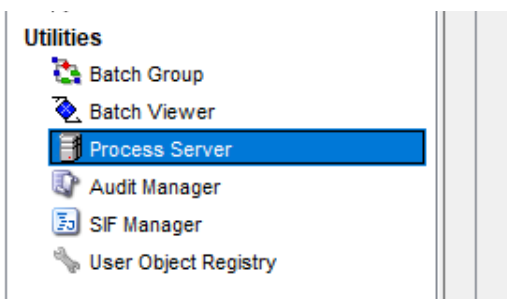 Utilities
Batch Group
Batch Viewer
Process Server
Audit Manager
SIF Manager
User Object Registry